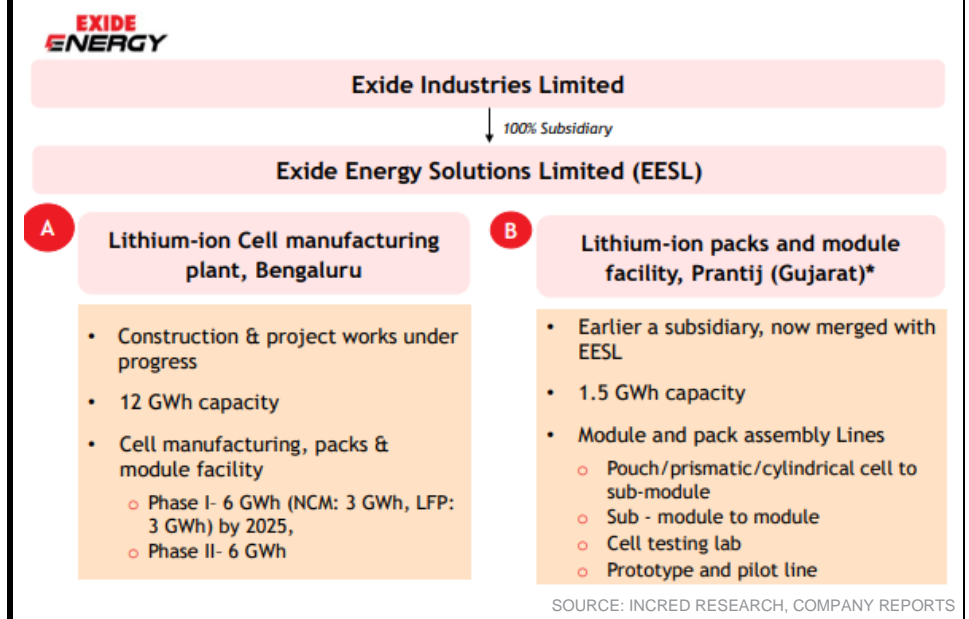 EXIDE
ENERGY
Exide Industries Limited
100% Subsidiary
Exide Energy Solutions Limited (EESL)
A
Lithium-ion Cell manufacturing
plant, Bengaluru
• Construction & project works under
progress
• 12 GWh capacity
• Cell manufacturing, packs &
module facility
○ Phase I- 6 GWh (NCM: 3 GWh, LFP:
3 GWh) by 2025,
○ Phase II- 6 GWh
B
Lithium-ion packs and module
facility, Prantij (Gujarat)*
• Earlier a subsidiary, now merged with
EESL
• 1.5 GWh capacity
• Module and pack assembly Lines
○ Pouch/prismatic/cylindrical cell to
sub-module
○ Sub - module to module
○ Cell testing lab
○ Prototype and pilot line
SOURCE: INCRED RESEARCH, COMPANY REPORTS